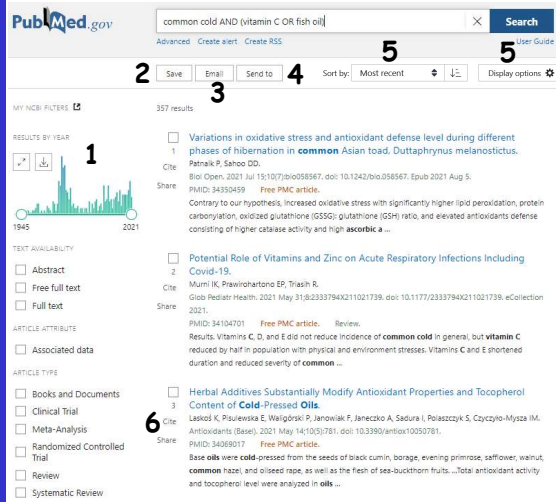 PubMed.gov
common cold AND (vitamin C OR fish oil)
Search
Advanced Create alert Create RSS
User Guide
2 Save Email Send to 4
3
Sort by: Most recent
5
Display options
5
MY NCBI FILTERS
357 results
RESULTS BY YEAR
1
1945 2021
TEXT AVAILABILITY
Abstract
Free full text
Full text
ARTICLE ATTRIBUTE
Associated data
ARTICLE TYPE
Books and Documents
Clinical Trial
Meta-Analysis
Randomized Controlled
Trial
Review
Systematic Review
1
Cite
Share
Variations in oxidative stress and antioxidant defense level during different
phases of hibernation in common Asian toad, Duttaphrynus melanostictus.
Patnaik P, Sahoo DD.
Biol Open. 2021 Jul 15;10(7):bio058567. doi: 10.1242/bio.058567. Epub 2021 Aug 5.
PMID: 34350459 Free PMC article.
Contrary to our hypothesis, increased oxidative stress with significantly higher lipid peroxidation, protein
carbonylation, oxidized glutathione (GSSG): glutathione (GSH) ratio, and elevated antioxidants defense
consisting of higher catalase activity and high ascorbic a ...
2
Cite
Share
Potential Role of Vitamins and Zinc on Acute Respiratory Infections Including
Covid-19.
Murni IK, Prawirohartono EP, Triasih R.
Glob Pediatr Health. 2021 May 31;8:2333794X211021739. doi: 10.1177/2333794X211021739. eCollection
2021.
PMID: 34104701 Free PMC article. Review.
Results. Vitamins C, D, and E did not reduce incidence of common cold in general, but vitamin C
reduced by half in population with physical and environment stresses. Vitamins C and E shortened
duration and reduced severity of common ...
3
6 Cite
Share
Herbal Additives Substantially Modify Antioxidant Properties and Tocopherol
Content of Cold-Pressed Oils.
Laskoś K, Pisulewska E, Waligórski P, Janowiak F, Janeczko A, Sadura I, Polaszczyk S, Czyczyło-Mysza IM.
Antioxidants (Basel). 2021 May 14;10(5):781. doi: 10.3390/antiox10050781.
PMID: 34069017 Free PMC article.
Base oils were cold-pressed from the seeds of black cumin, borage, evening primrose, safflower, walnut,
common hazel, and oilseed rape, as well as the flesh of sea-buckthorn fruits. ...Total antioxidant activity
and tocopherol level were analyzed in oils ...